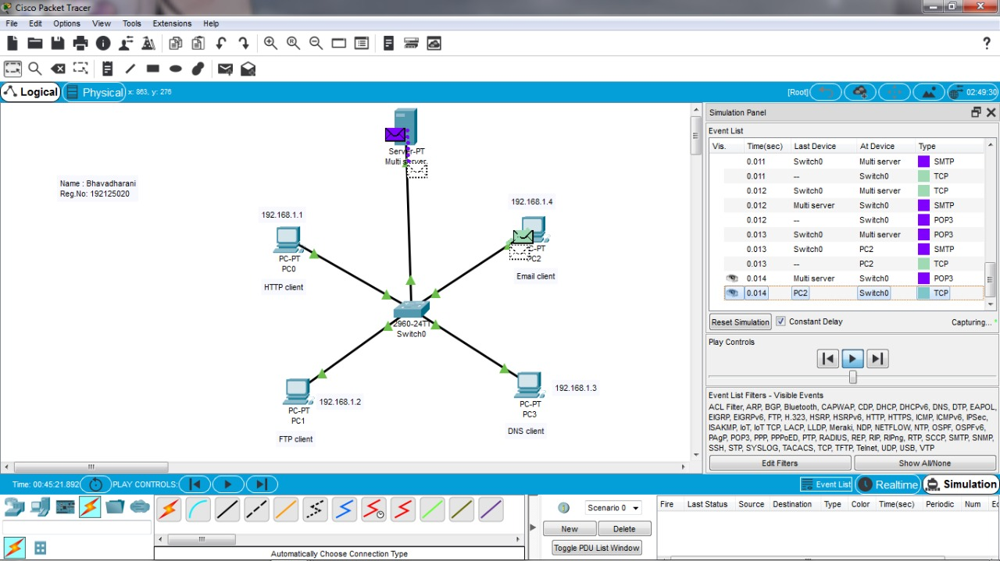 Cisco Packet Tracer
File Edit Options View Tools Extensions Help
Logical Physical x: 863, y: 276 [Root] 02:49:30
Server-PT
Multi server
Name : Bhavadharani
Reg.No: 192125020
192.168.1.1
PC-PT
PC0
HTTP client
192.168.1.4
PC-PT
PC2
Email client
2960-24TT
Switch0
PC-PT
PC1
192.168.1.2
FTP client
PC-PT
PC3
192.168.1.3
DNS client
Simulation Panel
Event List
Vis. Time(sec) Last Device At Device Type
0.011 Switch0 Multi server SMTP
0.011 -- Switch0 TCP
0.012 Switch0 Multi server TCP
0.012 Multi server Switch0 SMTP
0.012 -- Switch0 POP3
0.013 Switch0 Multi server POP3
0.013 Switch0 PC2 SMTP
0.013 -- PC2 TCP
0.014 Multi server Switch0 POP3
0.014 PC2 Switch0 TCP
Reset Simulation Constant Delay Capturing...
Play Controls
Event List Filters - Visible Events
ACL Filter, ARP, BGP, Bluetooth, CAPWAP, CDP, DHCP, DHCPv6, DNS, DTP, EAPOL,
EIGRP, EIGRPv6, FTP, H.323, HSRP, HSRPv6, HTTP, HTTPS, ICMP, ICMPv6, IPSec,
ISAKMP, IoT, IoT TCP, LACP, LLDP, Meraki, NDP, NETFLOW, NTP, OSPF, OSPFv6,
PAgP, POP3, PPP, PPPoED, PTP, RADIUS, REP, RIP, RIPng, RTP, SCCP, SMTP, SNMP,
SSH, STP, SYSLOG, TACACS, TCP, TFTP, Telnet, UDP, USB, VTP
Edit Filters Show All/None
Time: 00:45:21.892 PLAY CONTROLS: Event List Realtime Simulation
Scenario 0
New Delete
Toggle PDU List Window
Fire Last Status Source Destination Type Color Time(sec) Periodic Num
Automatically Choose Connection Type